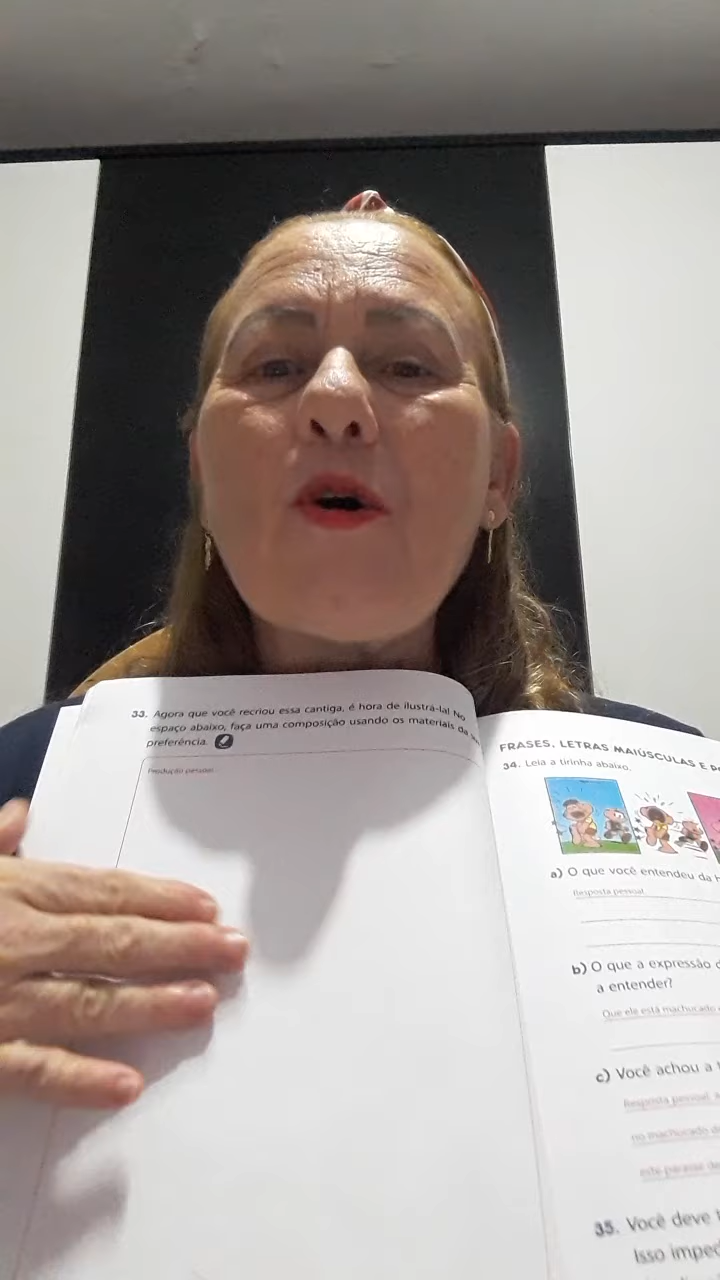 33. Agora que você recriou essa cantiga, é hora de ilustrá-la! No
espaço abaixo, faça uma composição usando os materiais da
preferência.
Produção pessoal.
FRASES, LETRAS MAIÚSCULAS E
34. Leia a tirinha abaixo.
a) O que você entendeu da
Resposta pessoal.
b) O que a expressão
a entender?
Que ele está machucado
c) Você achou a
Resposta pessoal.
no machucado
35. Você deve
Isso